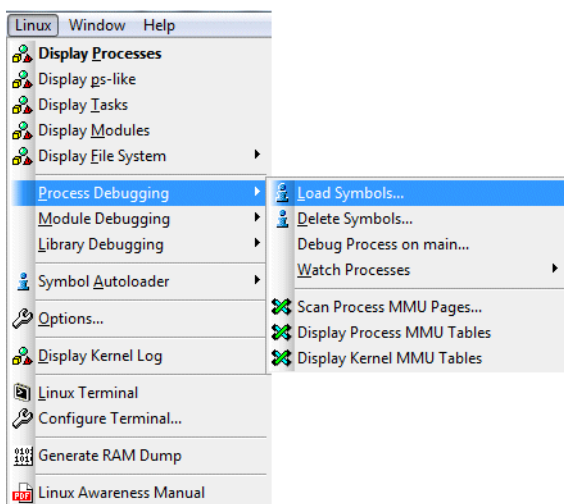 Linux Window Help
Display Processes
Display ps-like
Display Tasks
Display Modules
Display File System
Process Debugging
Module Debugging
Library Debugging
Symbol Autoloader
Options...
Display Kernel Log
Linux Terminal
Configure Terminal...
Generate RAM Dump
Linux Awareness Manual
Load Symbols...
Delete Symbols...
Debug Process on main...
Watch Processes
Scan Process MMU Pages...
Display Process MMU Tables
Display Kernel MMU Tables